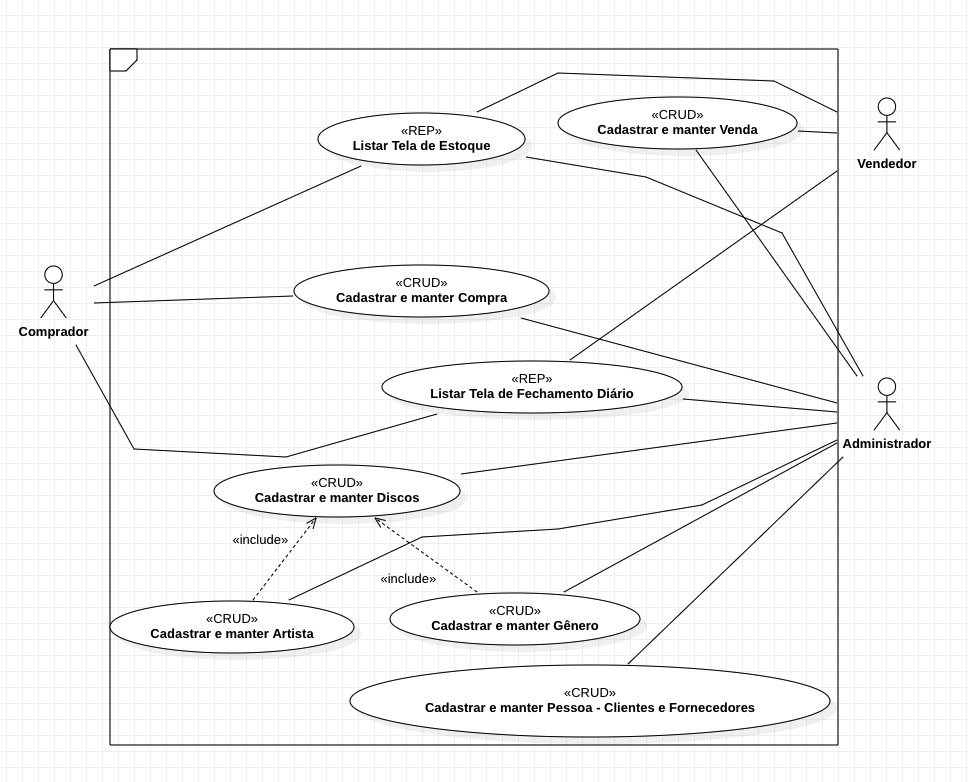 «REP»
Listar Tela de Estoque
«CRUD»
Cadastrar e manter Venda
Vendedor
«CRUD»
Cadastrar e manter Compra
Comprador
«REP»
Listar Tela de Fechamento Diário
Administrador
«CRUD»
Cadastrar e manter Discos
«include»
«include»
«CRUD»
Cadastrar e manter Artista
«CRUD»
Cadastrar e manter Gênero
«CRUD»
Cadastrar e manter Pessoa - Clientes e Fornecedores